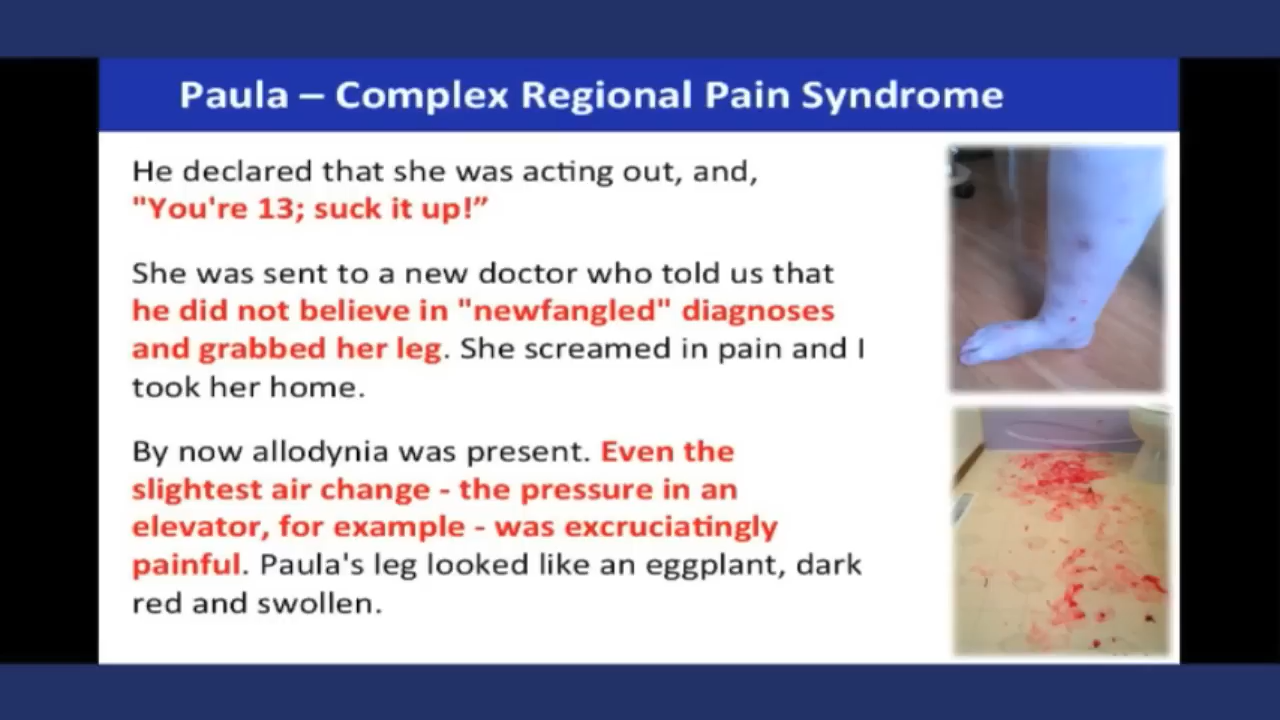 Paula – Complex Regional Pain Syndrome
He declared that she was acting out, and,
"You're 13; suck it up!”
She was sent to a new doctor who told us that
he did not believe in "newfangled" diagnoses
and grabbed her leg. She screamed in pain and I
took her home.
By now allodynia was present. Even the
slightest air change - the pressure in an
elevator, for example - was excruciatingly
painful. Paula's leg looked like an eggplant, dark
red and swollen.